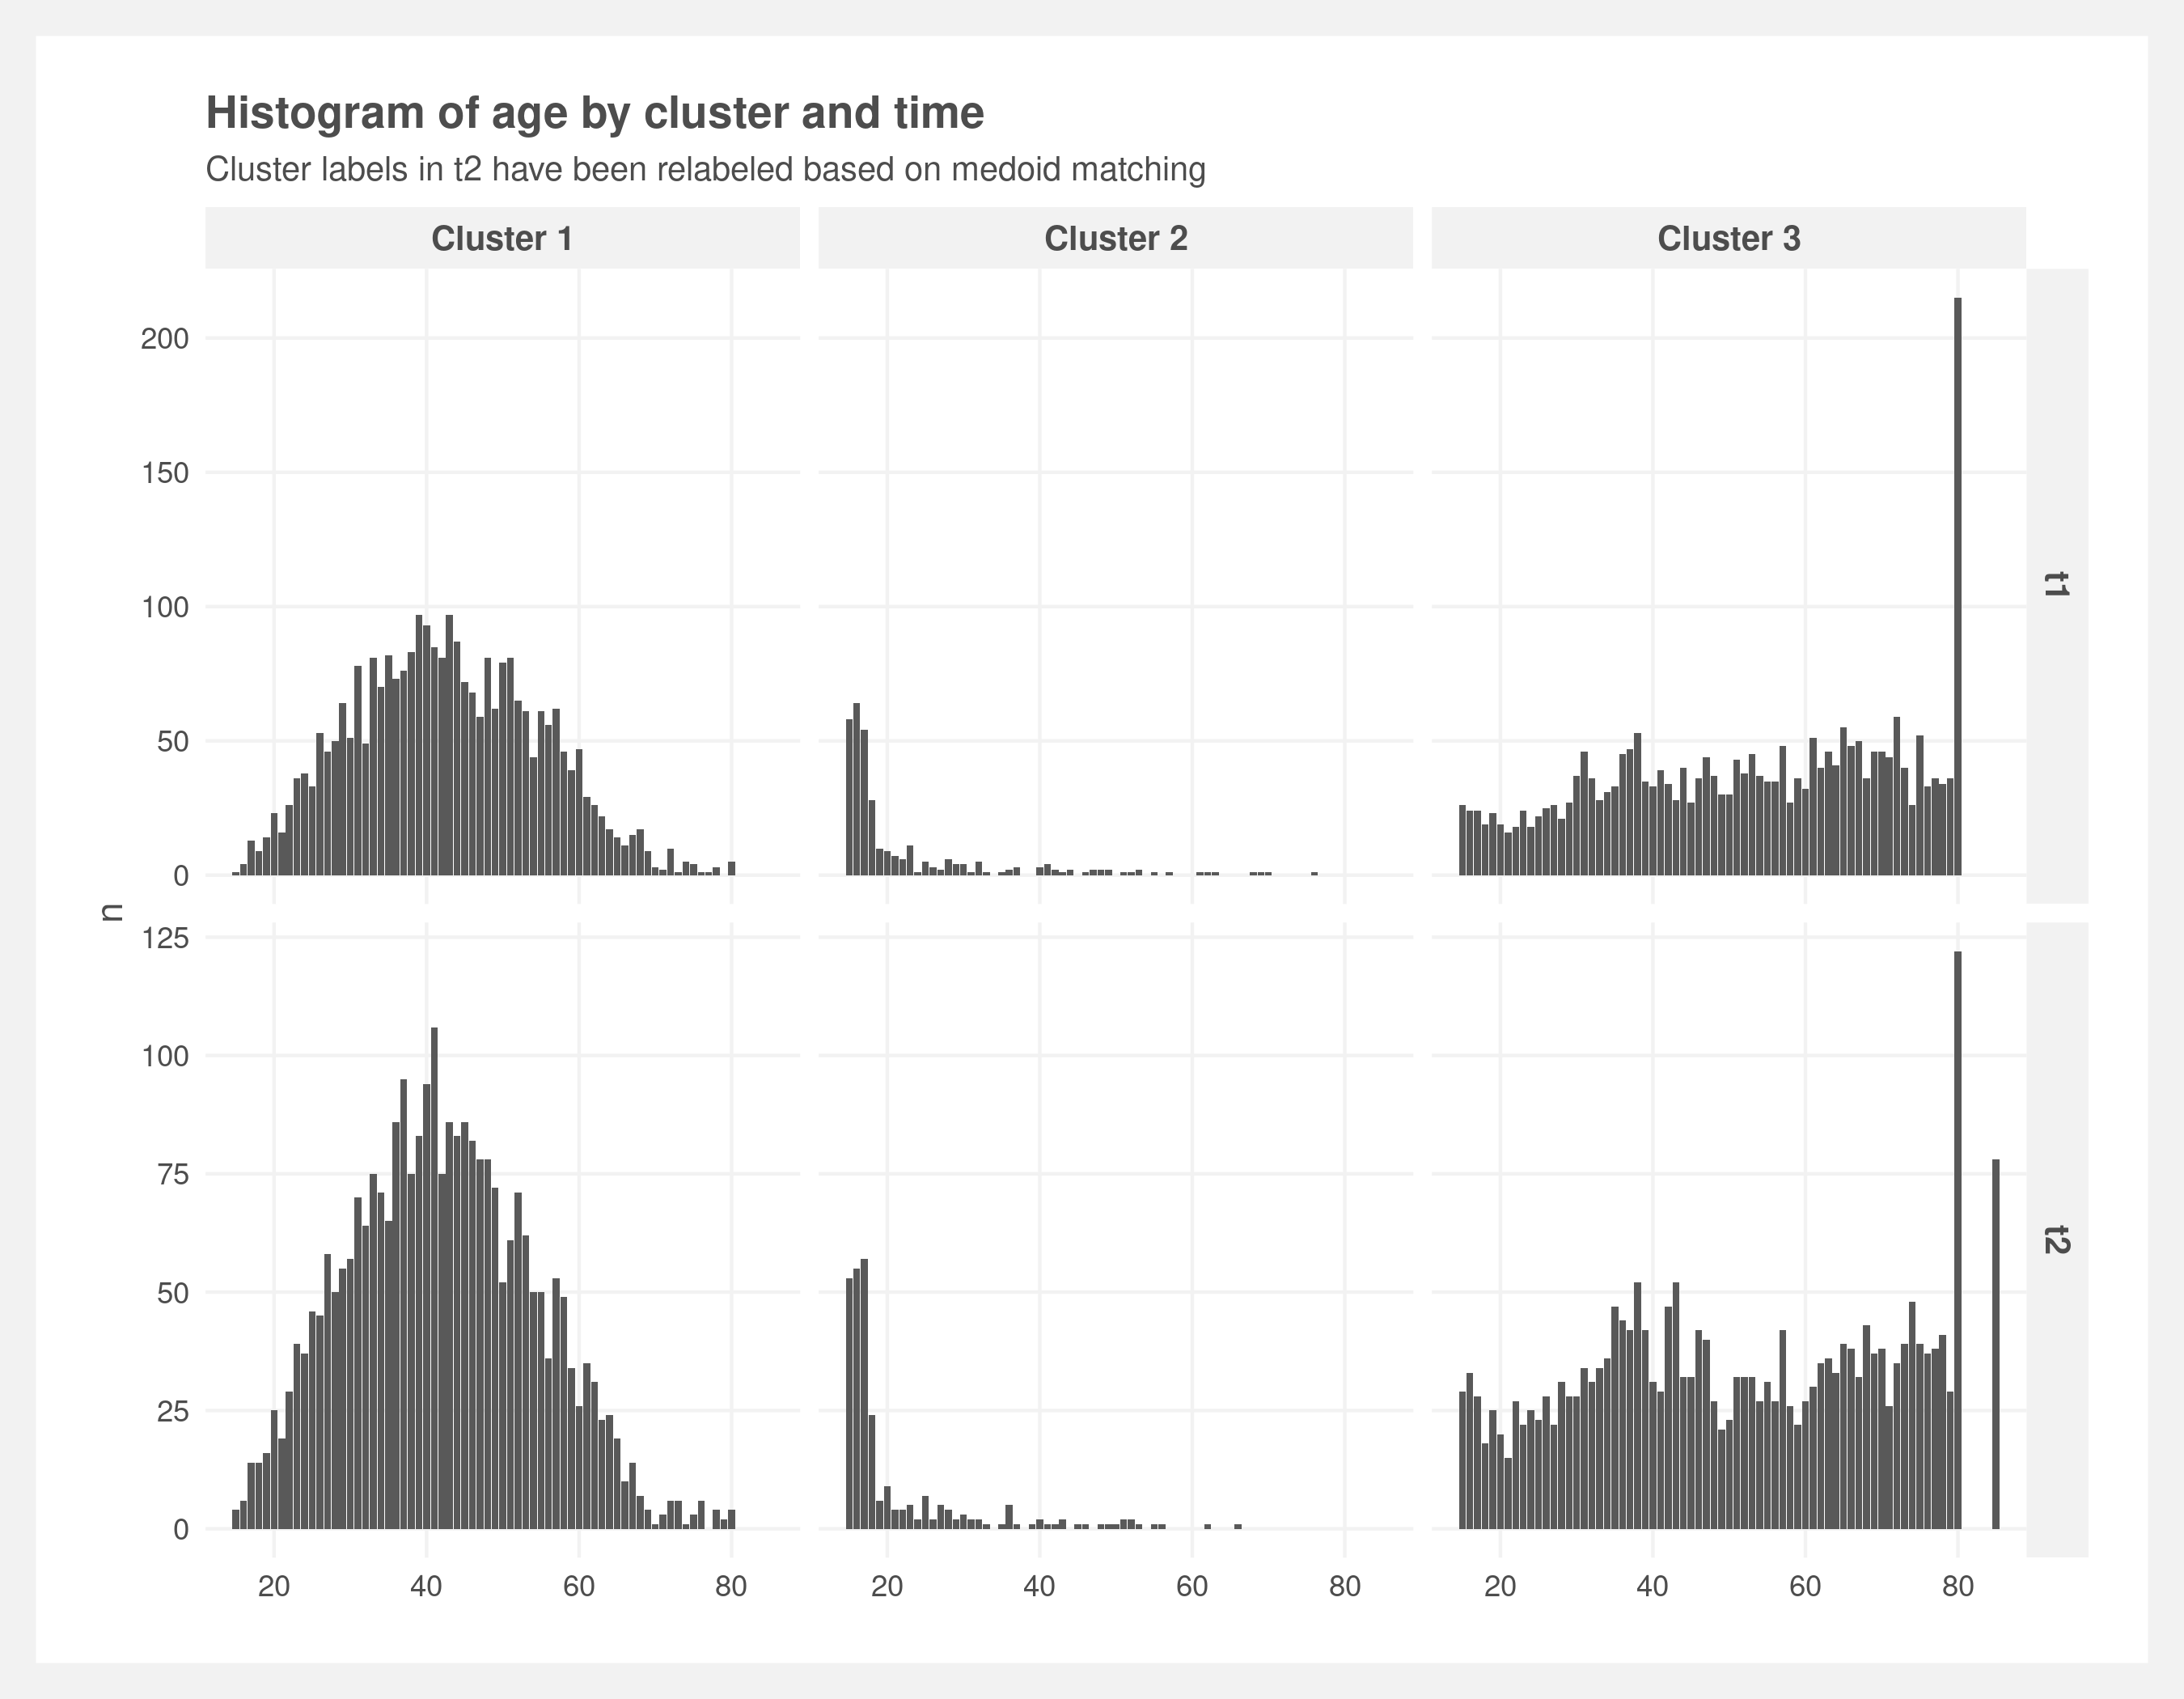 Histogram of age by cluster and time
Cluster labels in t2 have been relabeled based on medoid matching
Cluster 1 Cluster 2 Cluster 3
200
150
100
50
0
t1
n
125
100
75
50
25
0
t2
20 40 60 80 20 40 60 80 20 40 60 80